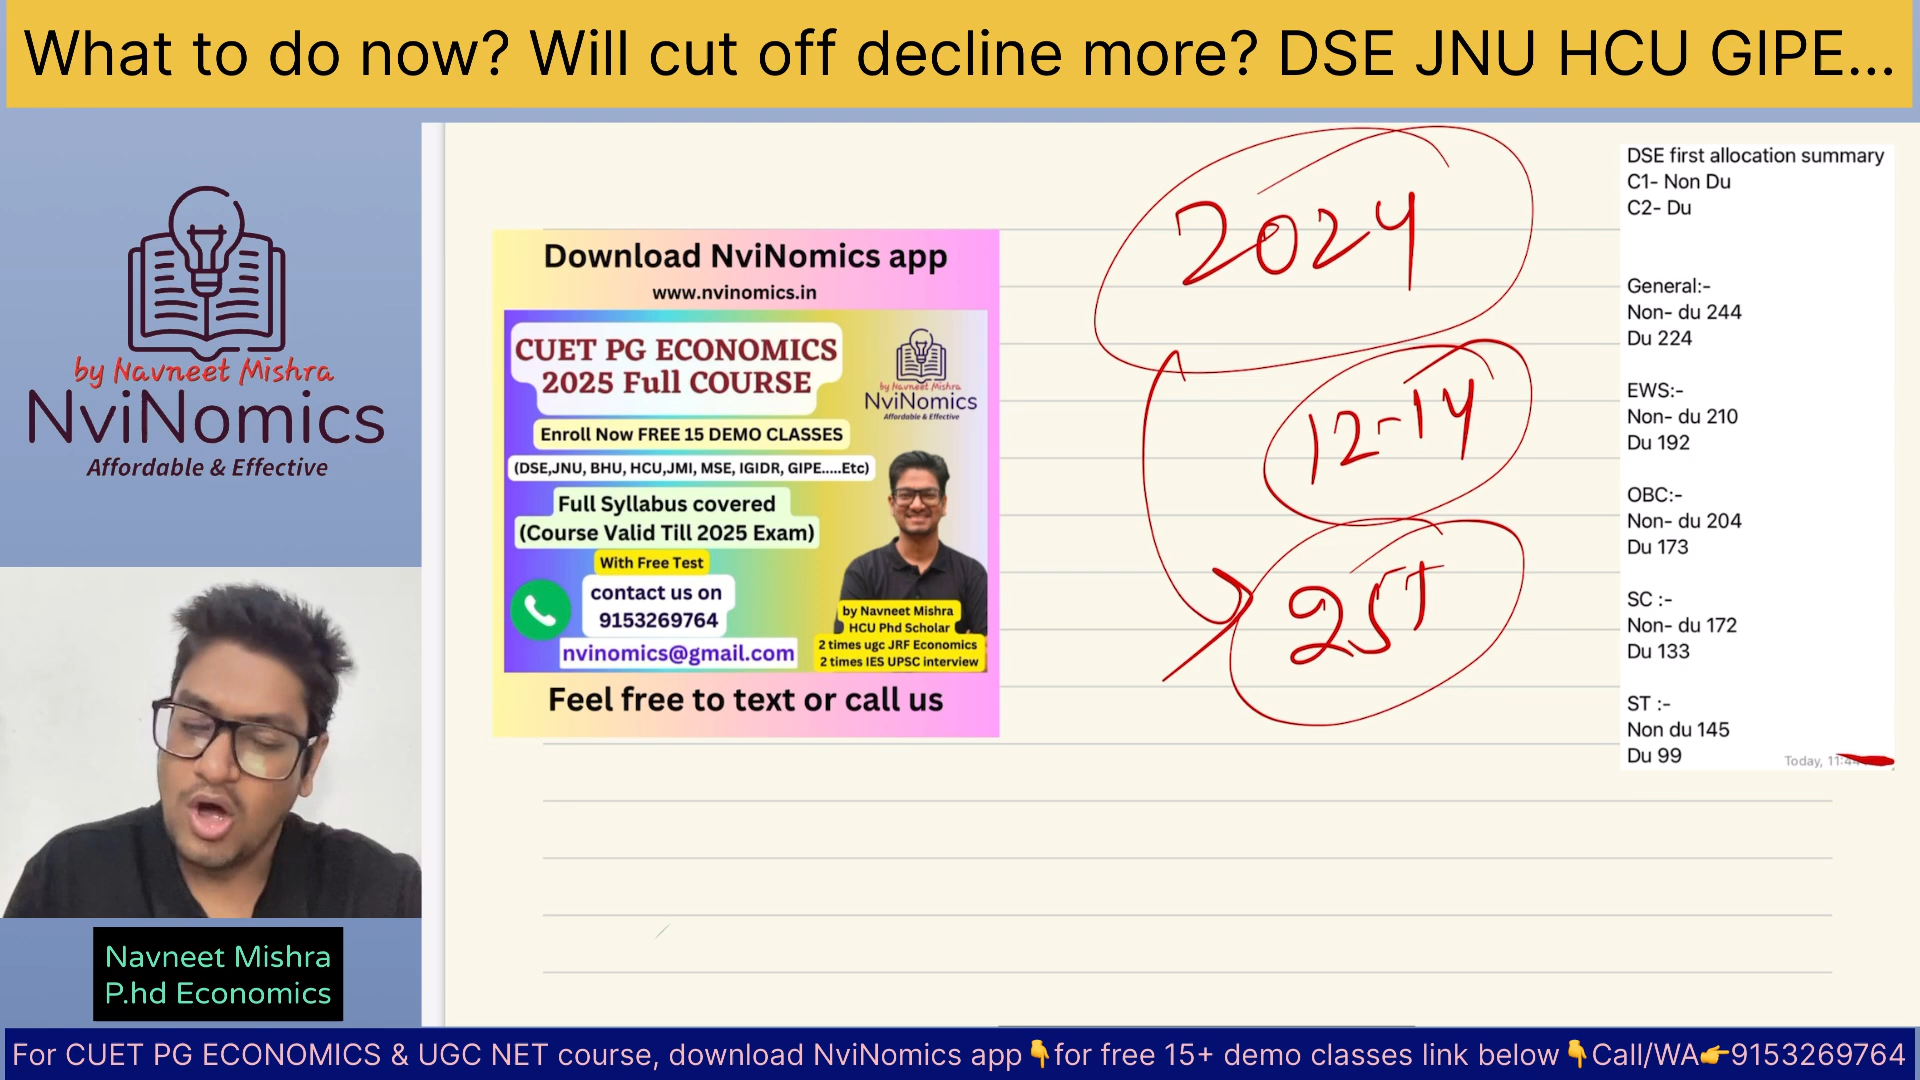 What to do now? Will cut off decline more? DSE JNU HCU GIPE...
by Navneet Mishra
NviNomics
Affordable & Effective
Navneet Mishra
P.hd Economics
Download NviNomics app
www.nvinomics.in
CUET PG ECONOMICS
2025 Full COURSE
by Navneet Mishra
NviNomics
Affordable & Effective
Enroll Now FREE 15 DEMO CLASSES
(DSE,JNU, BHU, HCU,JMI, MSE, IGIDR, GIPE.....Etc)
Full Syllabus covered
(Course Valid Till 2025 Exam)
With Free Test
contact us on
9153269764
nvinomics@gmail.com
by Navneet Mishra
HCU Phd Scholar
2 times ugc JRF Economics
2 times IES UPSC interview
Feel free to text or call us
2024
12-14
25+
DSE first allocation summary
C1- Non Du
C2- Du
General:-
Non- du 244
Du 224
EWS:-
Non- du 210
Du 192
OBC:-
Non- du 204
Du 173
SC :-
Non- du 172
Du 133
ST :-
Non du 145
Du 99
Today,
For CUET PG ECONOMICS & UGC NET course, download NviNomics app👇for free 15+ demo classes link below👇Call/WA👉9153269764